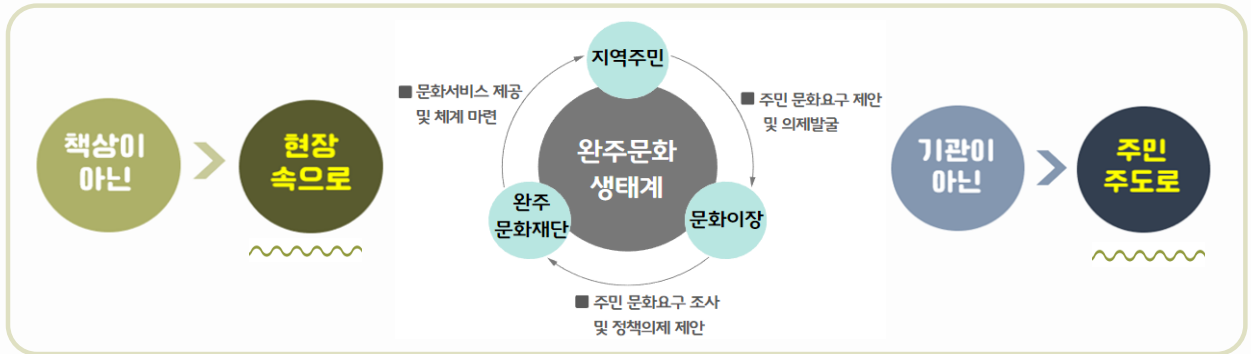 책상이
아닌
현장
속으로
지역주민
■ 문화서비스 제공
및 체계 마련
■ 주민 문화요구 제안
및 의제발굴
완주문화
생태계
완주
문화재단
문화이장
■ 주민 문화요구 조사
및 정책의제 제안
기관이
아닌
주민
주도로